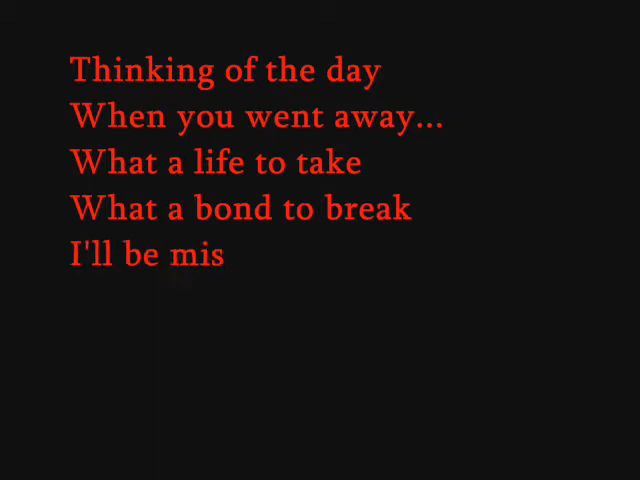 Thinking of the day
When you went away...
What a life to take
What a bond to break
I'll be mis